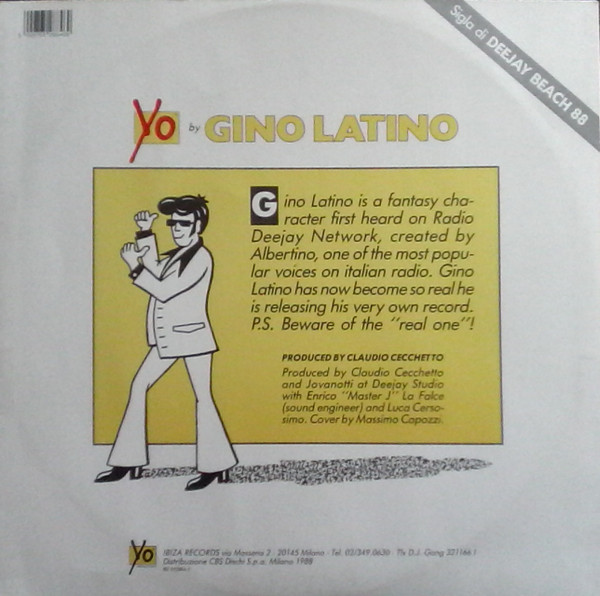 Sigla di DEEJAY BEACH 88
Yo by GINO LATINO
Gino Latino is a fantasy cha-
racter first heard on Radio
Deejay Network, created by
Albertino, one of the most popu-
lar voices on italian radio. Gino
Latino has now become so real he
is releasing his very own record.
P.S. Beware of the "real one"!
PRODUCED BY CLAUDIO CECCHETTO
Produced by Claudio Cecchetto
and Jovanotti at Deejay Studio
with Enrico "Master J" La Falce
(sound engineer) and Luca Cerso-
simo. Cover by Massimo Capozzi.
Yo IBIZA RECORDS via Massena 2 · 20145 Milano · Tel. 02/349.0630 · Tlx D.J. Gang 321166 I
Distribuzione CBS Dischi S.p.a. Milano 1988